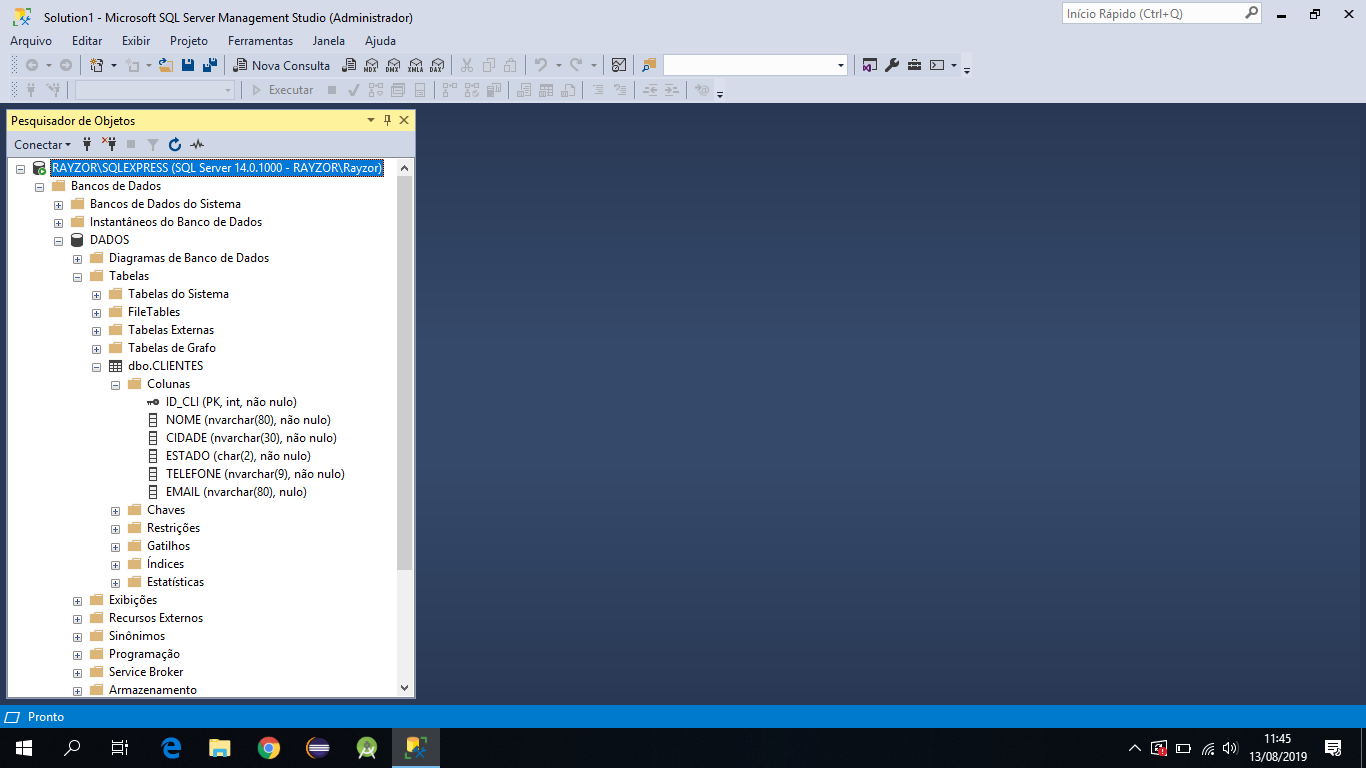 Solution1 - Microsoft SQL Server Management Studio (Administrador)
Início Rápido (Ctrl+Q)
Arquivo Editar Exibir Projeto Ferramentas Janela Ajuda
Nova Consulta MDX DMX XMLA DAX
Executar
Pesquisador de Objetos
Conectar
RAYZOR\SQLEXPRESS (SQL Server 14.0.1000 - RAYZOR\Rayzor)
Bancos de Dados
Bancos de Dados do Sistema
Instantâneos do Banco de Dados
DADOS
Diagramas de Banco de Dados
Tabelas
Tabelas do Sistema
FileTables
Tabelas Externas
Tabelas de Grafo
dbo.CLIENTES
Colunas
ID_CLI (PK, int, não nulo)
NOME (nvarchar(80), não nulo)
CIDADE (nvarchar(30), não nulo)
ESTADO (char(2), não nulo)
TELEFONE (nvarchar(9), não nulo)
EMAIL (nvarchar(80), nulo)
Chaves
Restrições
Gatilhos
Índices
Estatísticas
Exibições
Recursos Externos
Sinônimos
Programação
Service Broker
Armazenamento
Pronto
11:45
13/08/2019